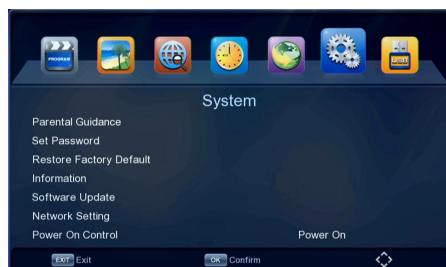 PROGRAM
USB
System
Parental Guidance
Set Password
Restore Factory Default
Information
Software Update
Network Setting
Power On Control Power On
EXIT Exit OK Confirm